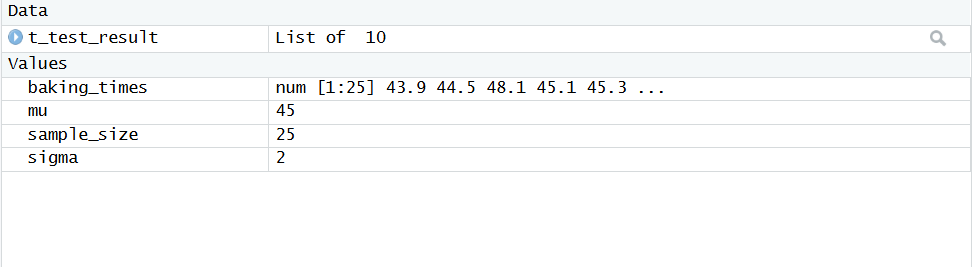 Data
t_test_result List of  10
Values
baking_times num [1:25] 43.9 44.5 48.1 45.1 45.3 ...
mu 45
sample_size 25
sigma 2